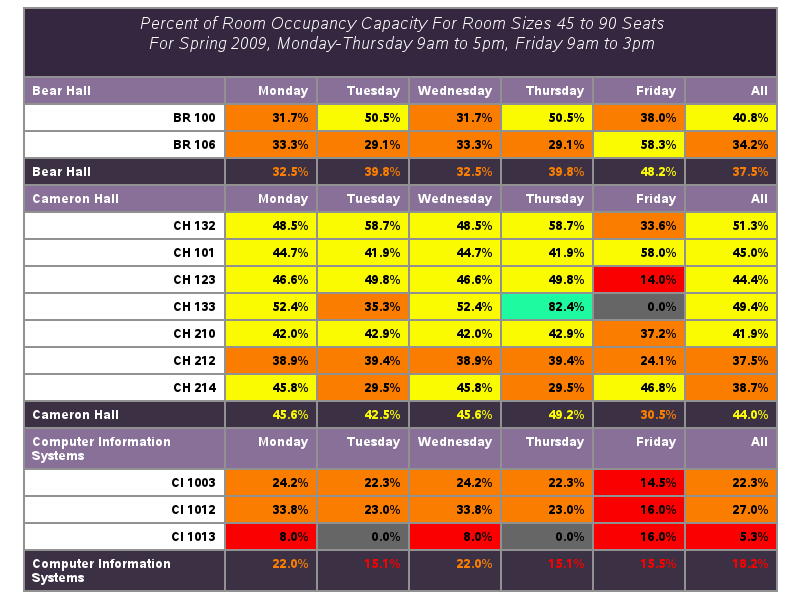 Percent of Room Occupancy Capacity For Room Sizes 45 to 90 Seats
For Spring 2009, Monday-Thursday 9am to 5pm, Friday 9am to 3pm
Bear Hall Monday Tuesday Wednesday Thursday Friday All
BR 100 31.7% 50.5% 31.7% 50.5% 38.0% 40.8%
BR 106 33.3% 29.1% 33.3% 29.1% 58.3% 34.2%
Bear Hall 32.5% 39.8% 32.5% 39.8% 48.2% 37.5%
Cameron Hall Monday Tuesday Wednesday Thursday Friday All
CH 132 48.5% 58.7% 48.5% 58.7% 33.6% 51.3%
CH 101 44.7% 41.9% 44.7% 41.9% 58.0% 45.0%
CH 123 46.6% 49.8% 46.6% 49.8% 14.0% 44.4%
CH 133 52.4% 35.3% 52.4% 82.4% 0.0% 49.4%
CH 210 42.0% 42.9% 42.0% 42.9% 37.2% 41.9%
CH 212 38.9% 39.4% 38.9% 39.4% 24.1% 37.5%
CH 214 45.8% 29.5% 45.8% 29.5% 46.8% 38.7%
Cameron Hall 45.6% 42.5% 45.6% 49.2% 30.5% 44.0%
Computer Information Monday Tuesday Wednesday Thursday Friday All
Systems
CI 1003 24.2% 22.3% 24.2% 22.3% 14.5% 22.3%
CI 1012 33.8% 23.0% 33.8% 23.0% 16.0% 27.0%
CI 1013 8.0% 0.0% 8.0% 0.0% 16.0% 5.3%
Computer Information 22.0% 15.1% 22.0% 15.1% 15.5% 18.2%
Systems